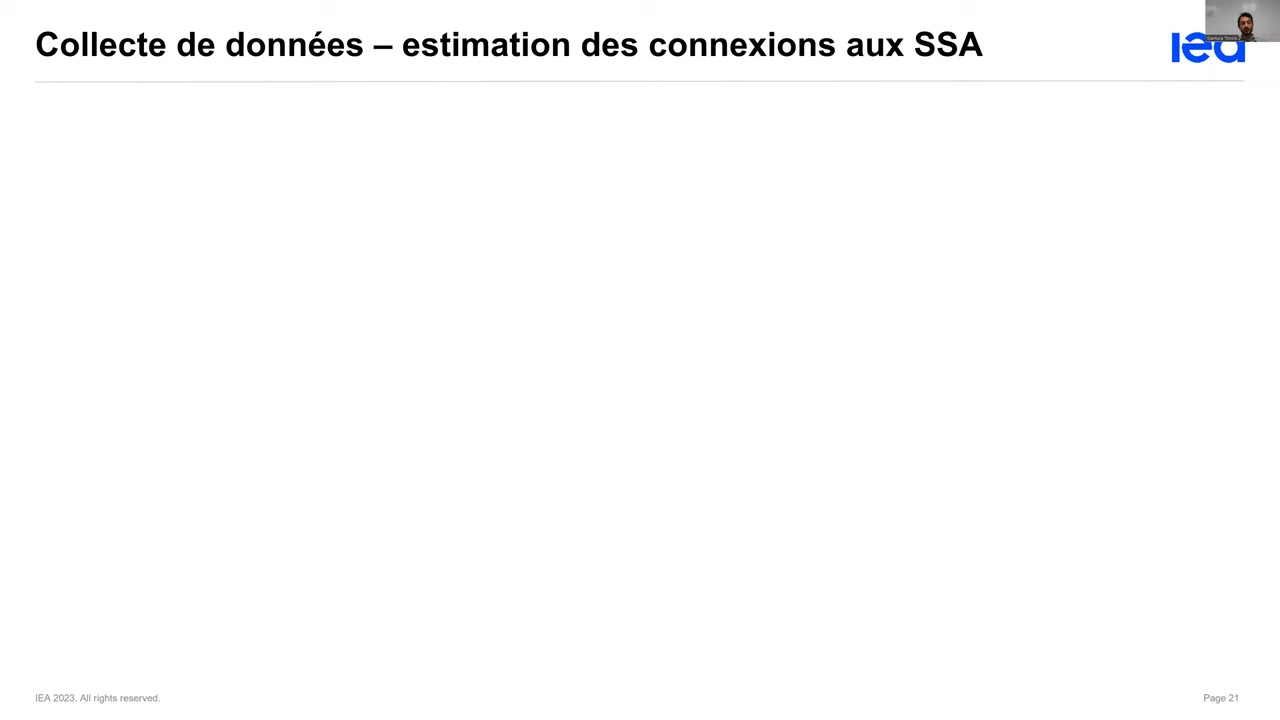 Collecte de données – estimation des connexions aux SSA
iea
IEA 2023. All rights reserved.
Page 21